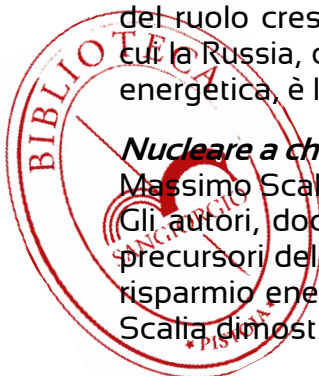 del ruolo cres
cui la Russia, c
energetica, è l
Nucleare a ch
Massimo Scal
Gli autori, doc
precursori del
risparmio ene
Scalia dimost
BIBLIOTECA
SANGIORGIO
* PISTOIA *